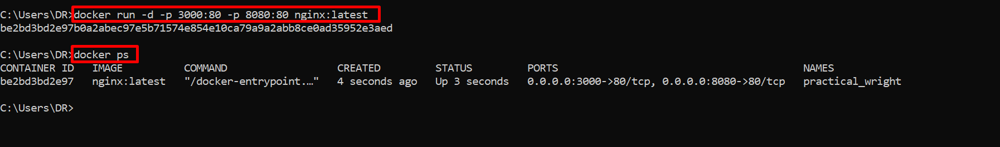 C:\Users\DR>docker run -d -p 3000:80 -p 8080:80 nginx:latest
be2bd3bd2e97b0a2abec97e5b71574e854e10ca79a9a2abb8ce0ad35952e3aed
C:\Users\DR>docker ps
CONTAINER ID   IMAGE          COMMAND                  CREATED         STATUS         PORTS                                        NAMES
be2bd3bd2e97   nginx:latest   "/docker-entrypoint.…"   4 seconds ago   Up 3 seconds   0.0.0.0:3000->80/tcp, 0.0.0.0:8080->80/tcp   practical_wright
C:\Users\DR>